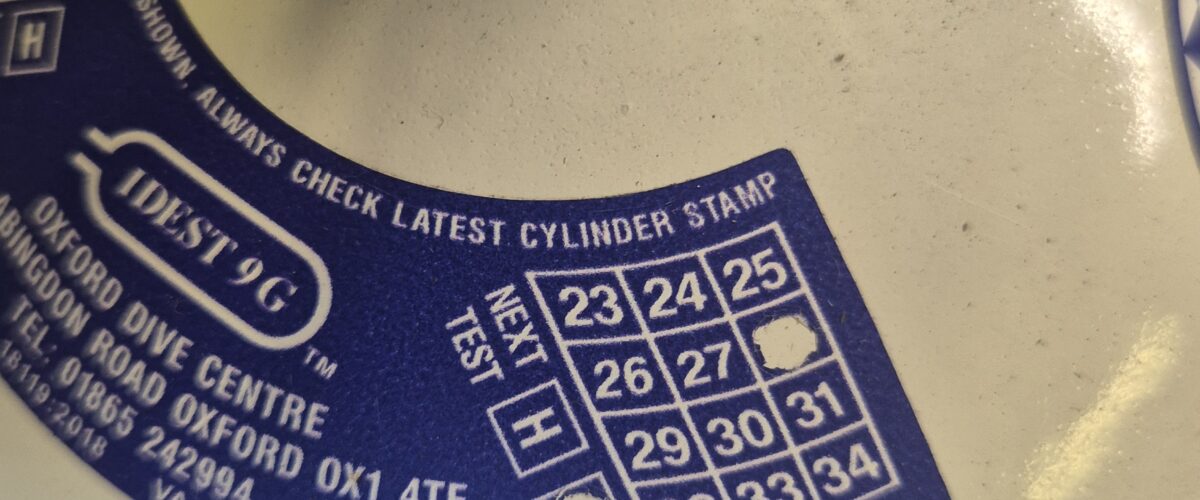 H
SHOWN, ALWAYS CHECK LATEST CYLINDER STAMP
IDEST 9G
TM
OXFORD DIVE CENTRE
ABINGDON ROAD OXFORD OX1 4TE
TEL: 01865 242994
18119:2018
NEXT
TEST
H
23 24 25
26 27
29 30 31
33 34